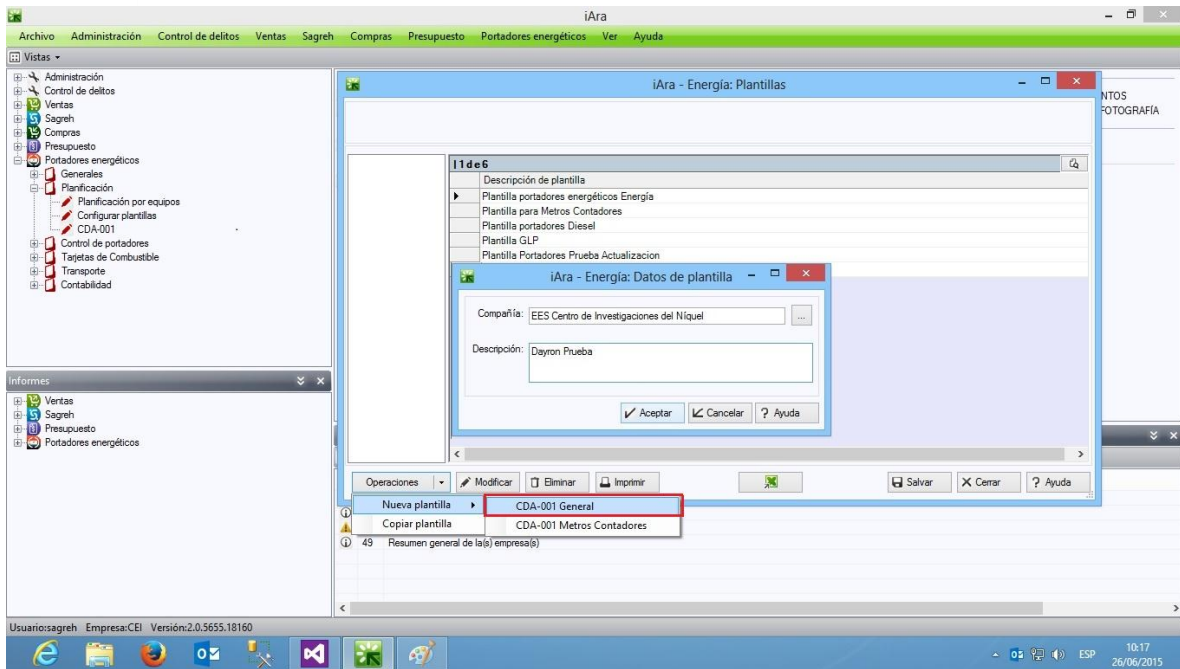 iAra
Archivo Administración Control de delitos Ventas Sagreh Compras Presupuesto Portadores energéticos Ver Ayuda
Vistas
Administración
Control de delitos
Ventas
Sagreh
Compras
Presupuesto
Portadores energéticos
Generales
Planificación
Planificación por equipos
Configurar plantillas
CDA-001
Control de portadores
Tarjetas de Combustible
Transporte
Contabilidad
Informes
Ventas
Sagreh
Presupuesto
Portadores energéticos
iAra - Energía: Plantillas
NTOS
FOTOGRAFÍA
1 de 6
Descripción de plantilla
Plantilla portadores energéticos Energía
Plantilla para Metros Contadores
Plantilla portadores Diesel
Plantilla GLP
Plantilla Portadores Prueba Actualizacion
iAra - Energía: Datos de plantilla
Compañía: EES Centro de Investigaciones del Níquel ...
Descripción: Dayron Prueba
Aceptar Cancelar ? Ayuda
Operaciones Modificar Eliminar Imprimir Salvar Cerrar ? Ayuda
Nueva plantilla CDA-001 General
Copiar plantilla CDA-001 Metros Contadores
49 Resumen general de la(s) empresa(s)
Usuario:sagreh Empresa:CEI Versión:2.0.5655.18160
ESP 10:17
26/06/2015